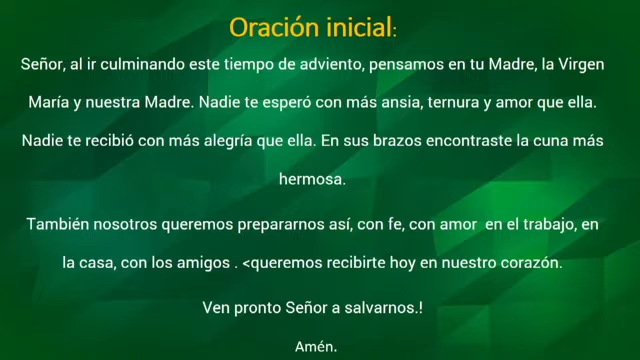 Oración inicial:
Señor, al ir culminando este tiempo de adviento, pensamos en tu Madre, la Virgen
María y nuestra Madre. Nadie te esperó con más ansia, ternura y amor que ella.
Nadie te recibió con más alegría que ella. En sus brazos encontraste la cuna más
hermosa.
También nosotros queremos prepararnos así, con fe, con amor  en el trabajo, en
la casa, con los amigos . <queremos recibirte hoy en nuestro corazón.
Ven pronto Señor a salvarnos.!
Amén.